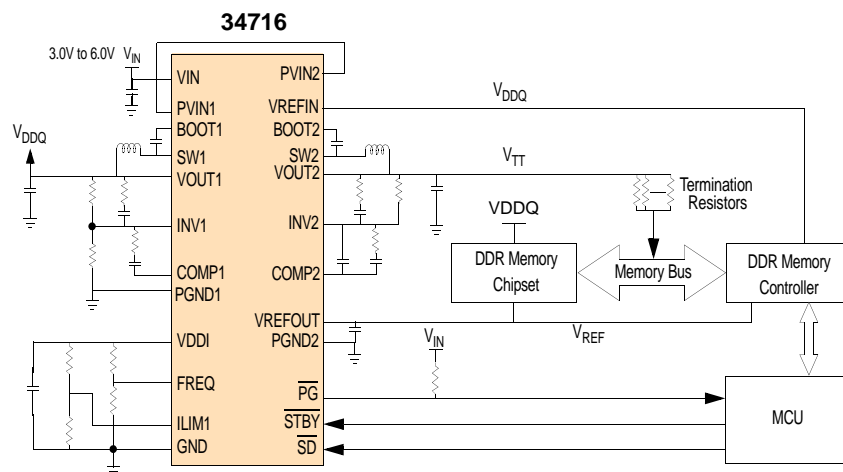 34716
3.0V to 6.0V VIN
VIN
PVIN2
PVIN1
VREFIN
VDDQ
BOOT1
BOOT2
VDDQ
SW1
SW2
VTT
VOUT1
VOUT2
Termination
Resistors
INV1
INV2
VDDQ
DDR Memory
Chipset
Memory Bus
DDR Memory
Controller
COMP1
COMP2
PGND1
VREFOUT
VREF
VDDI
PGND2
VIN
FREQ
PG
ILIM1
STBY
MCU
GND
SD